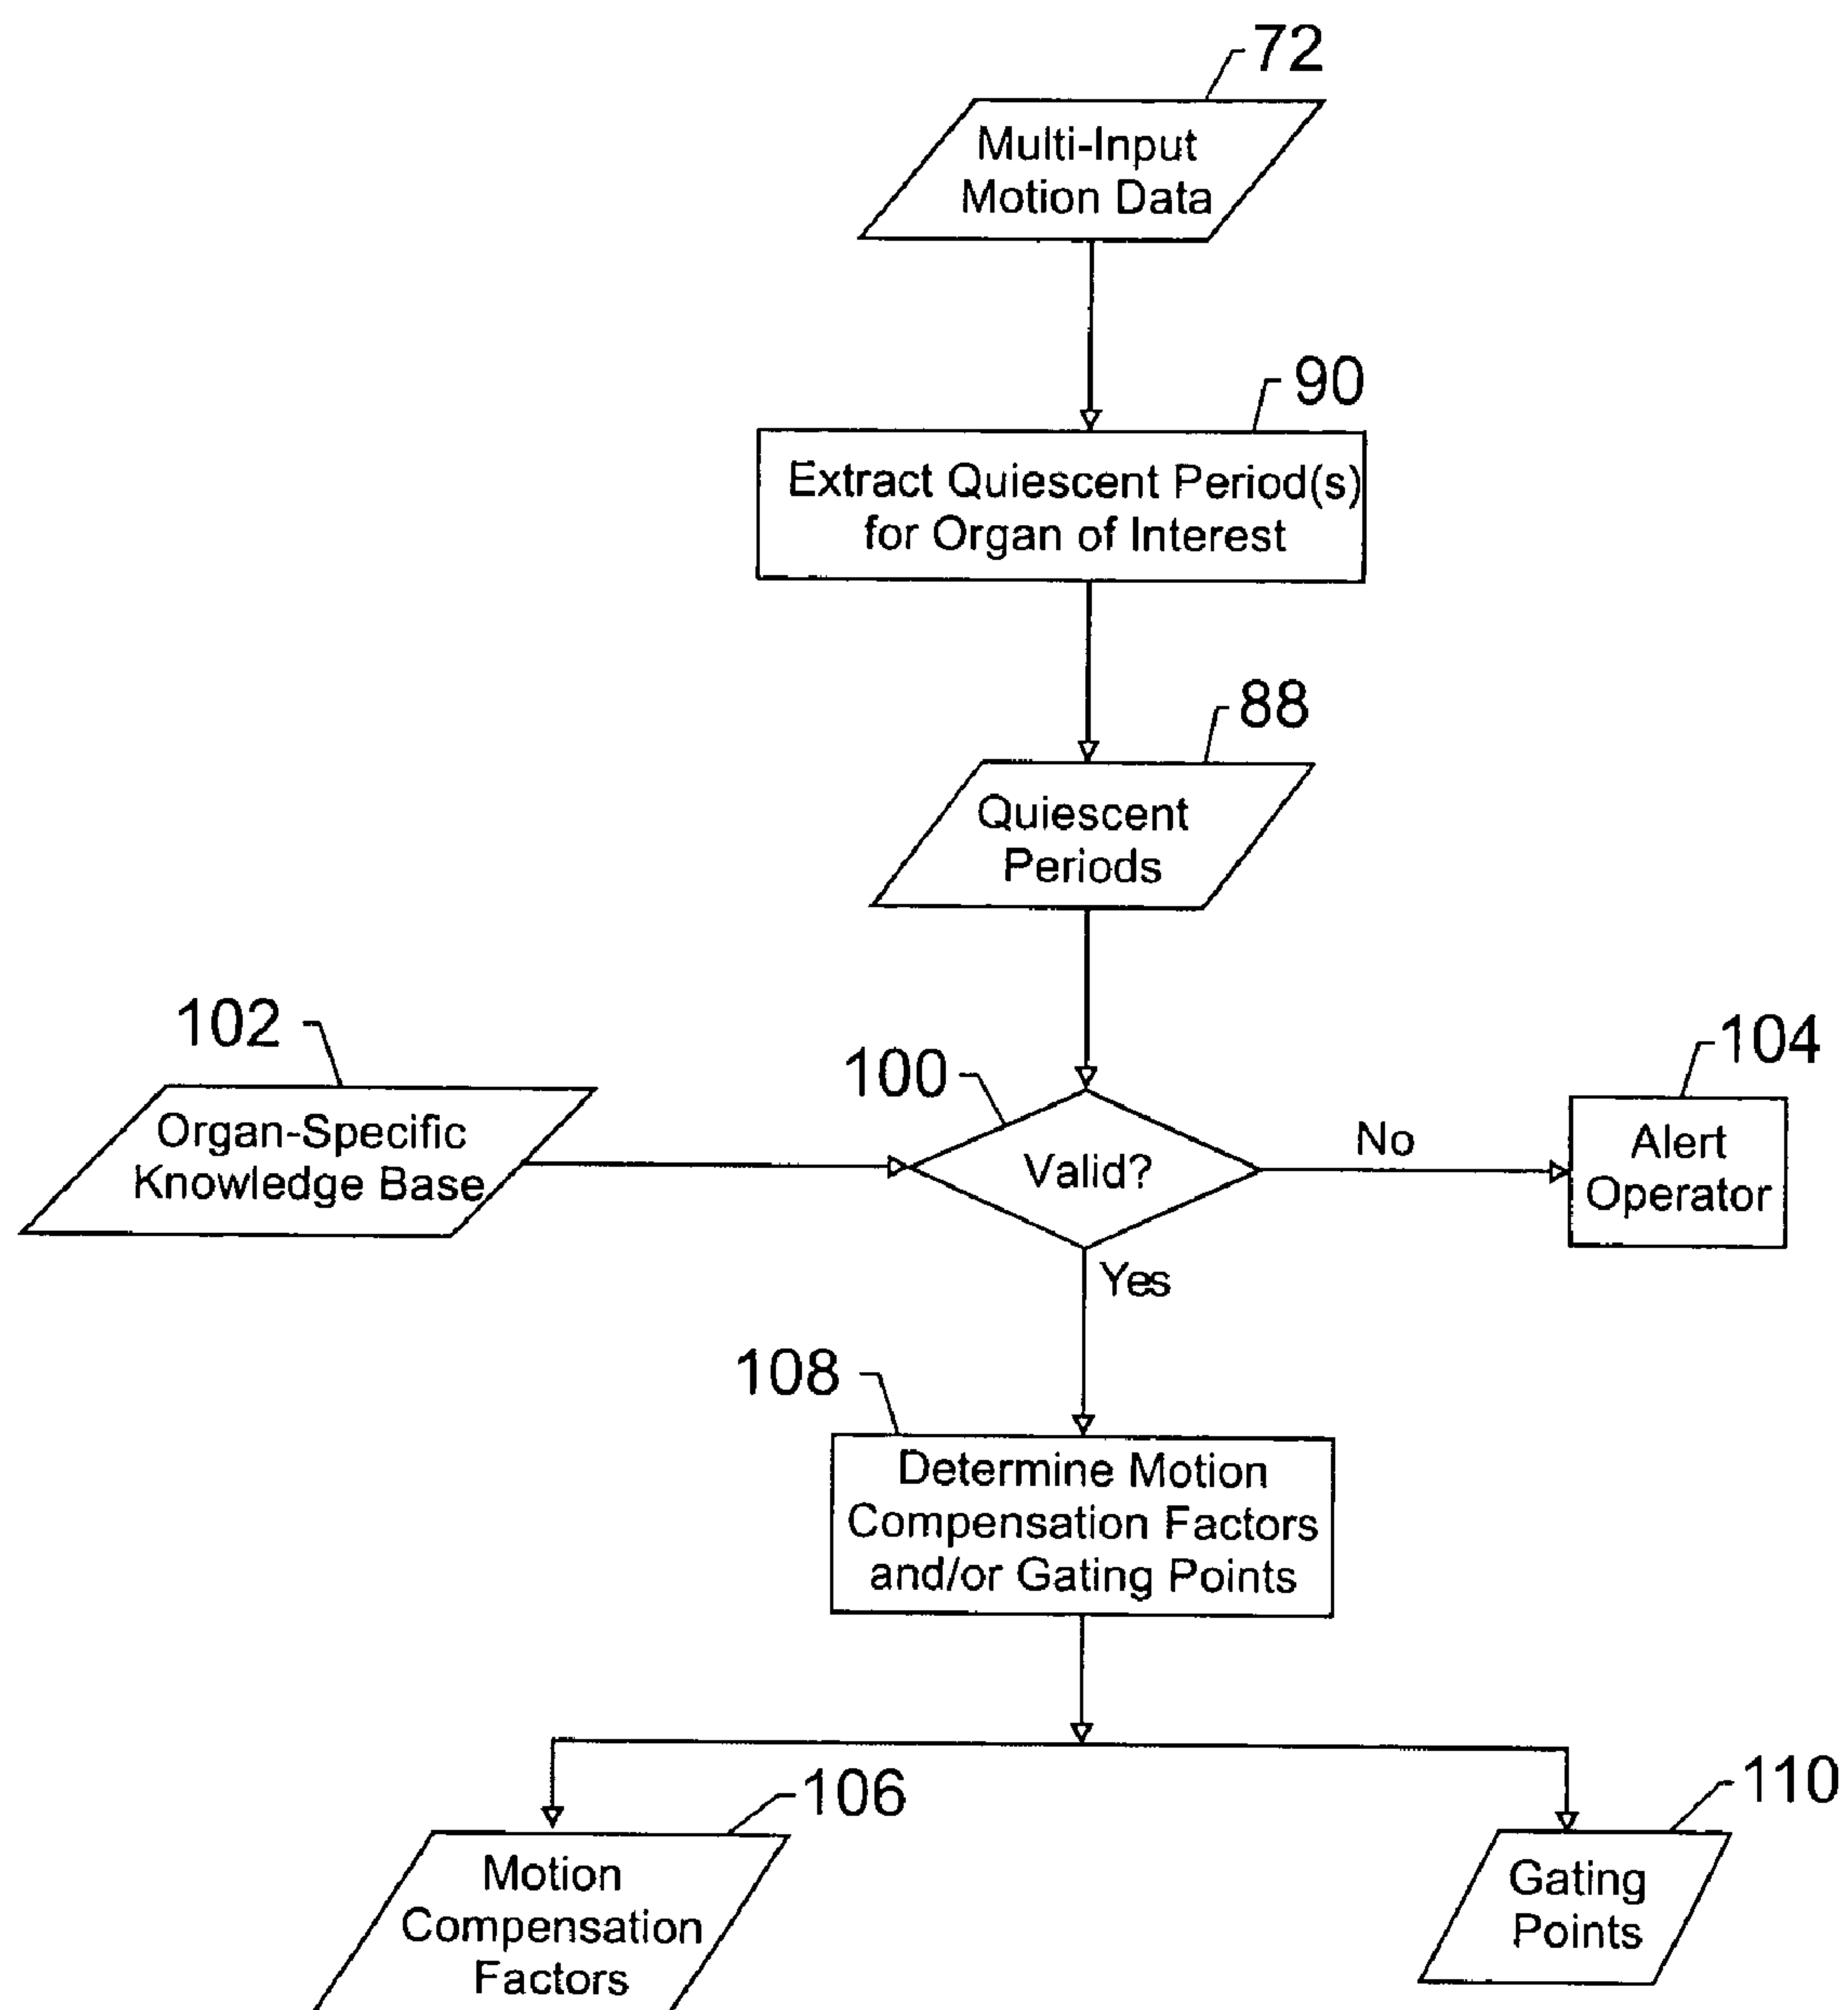 72
Multi-Input
Motion Data
90
Extract Quiescent Period(s)
for Organ of Interest
88
Quiescent
Periods
102
Organ-Specific
Knowledge Base
100
Valid?
No
104
Alert
Operator
Yes
108
Determine Motion
Compensation Factors
and/or Gating Points
106
Motion
Compensation
Factors
110
Gating
Points